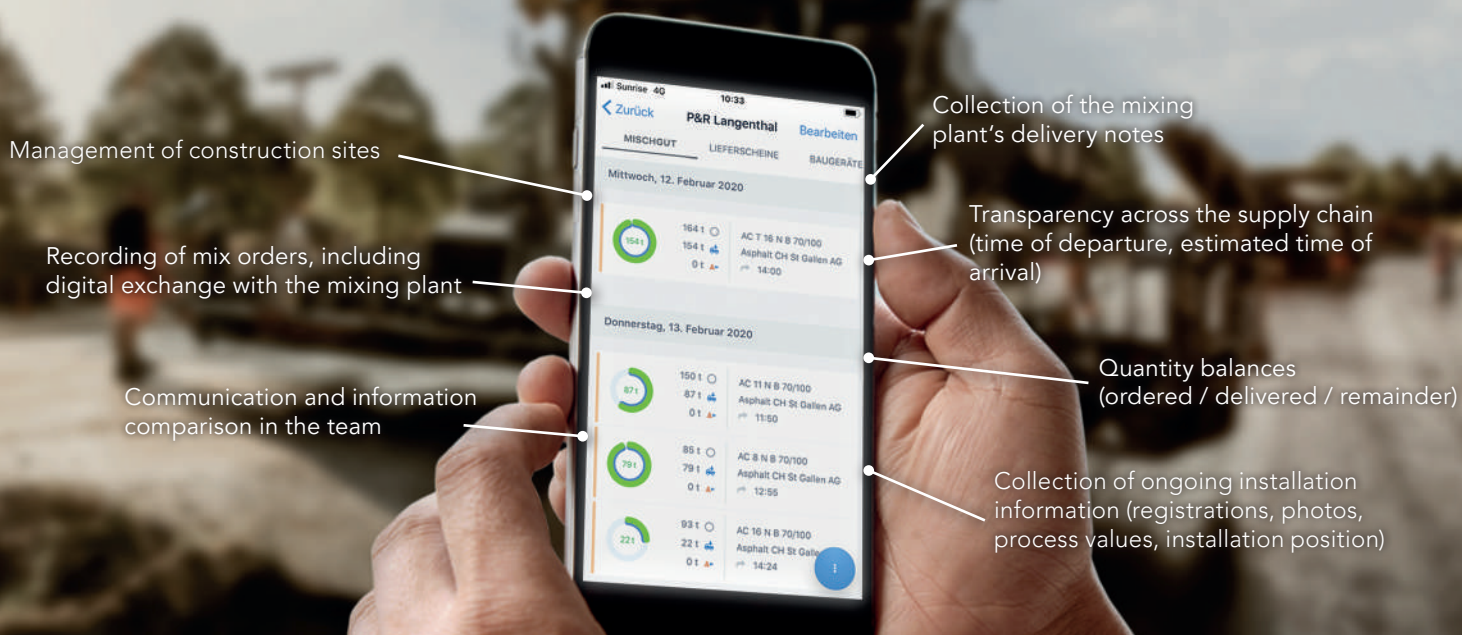 Management of construction sites
Recording of mix orders, including
digital exchange with the mixing plant
Communication and information
comparison in the team
Sunrise 4G
10:33
Zurück
P&R Langenthal
Bearbeiten
MISCHGUT
LIEFERSCHEINE
BAUGERÄTE
Mittwoch, 12. Februar 2020
154 t
164 t
154 t
0 t
AC T 16 N B 70/100
Asphalt CH St Gallen AG
14:00
Donnerstag, 13. Februar 2020
87 t
150 t
87 t
0 t
AC 11 N B 70/100
Asphalt CH St Gallen AG
11:50
79 t
85 t
79 t
0 t
AC 8 N B 70/100
Asphalt CH St Gallen AG
12:55
22 t
93 t
22 t
0 t
AC 16 N B 70/100
Asphalt CH St Galle
14:24
Collection of the mixing
plant’s delivery notes
Transparency across the supply chain
(time of departure, estimated time of
arrival)
Quantity balances
(ordered / delivered / remainder)
Collection of ongoing installation
information (registrations, photos,
process values, installation position)